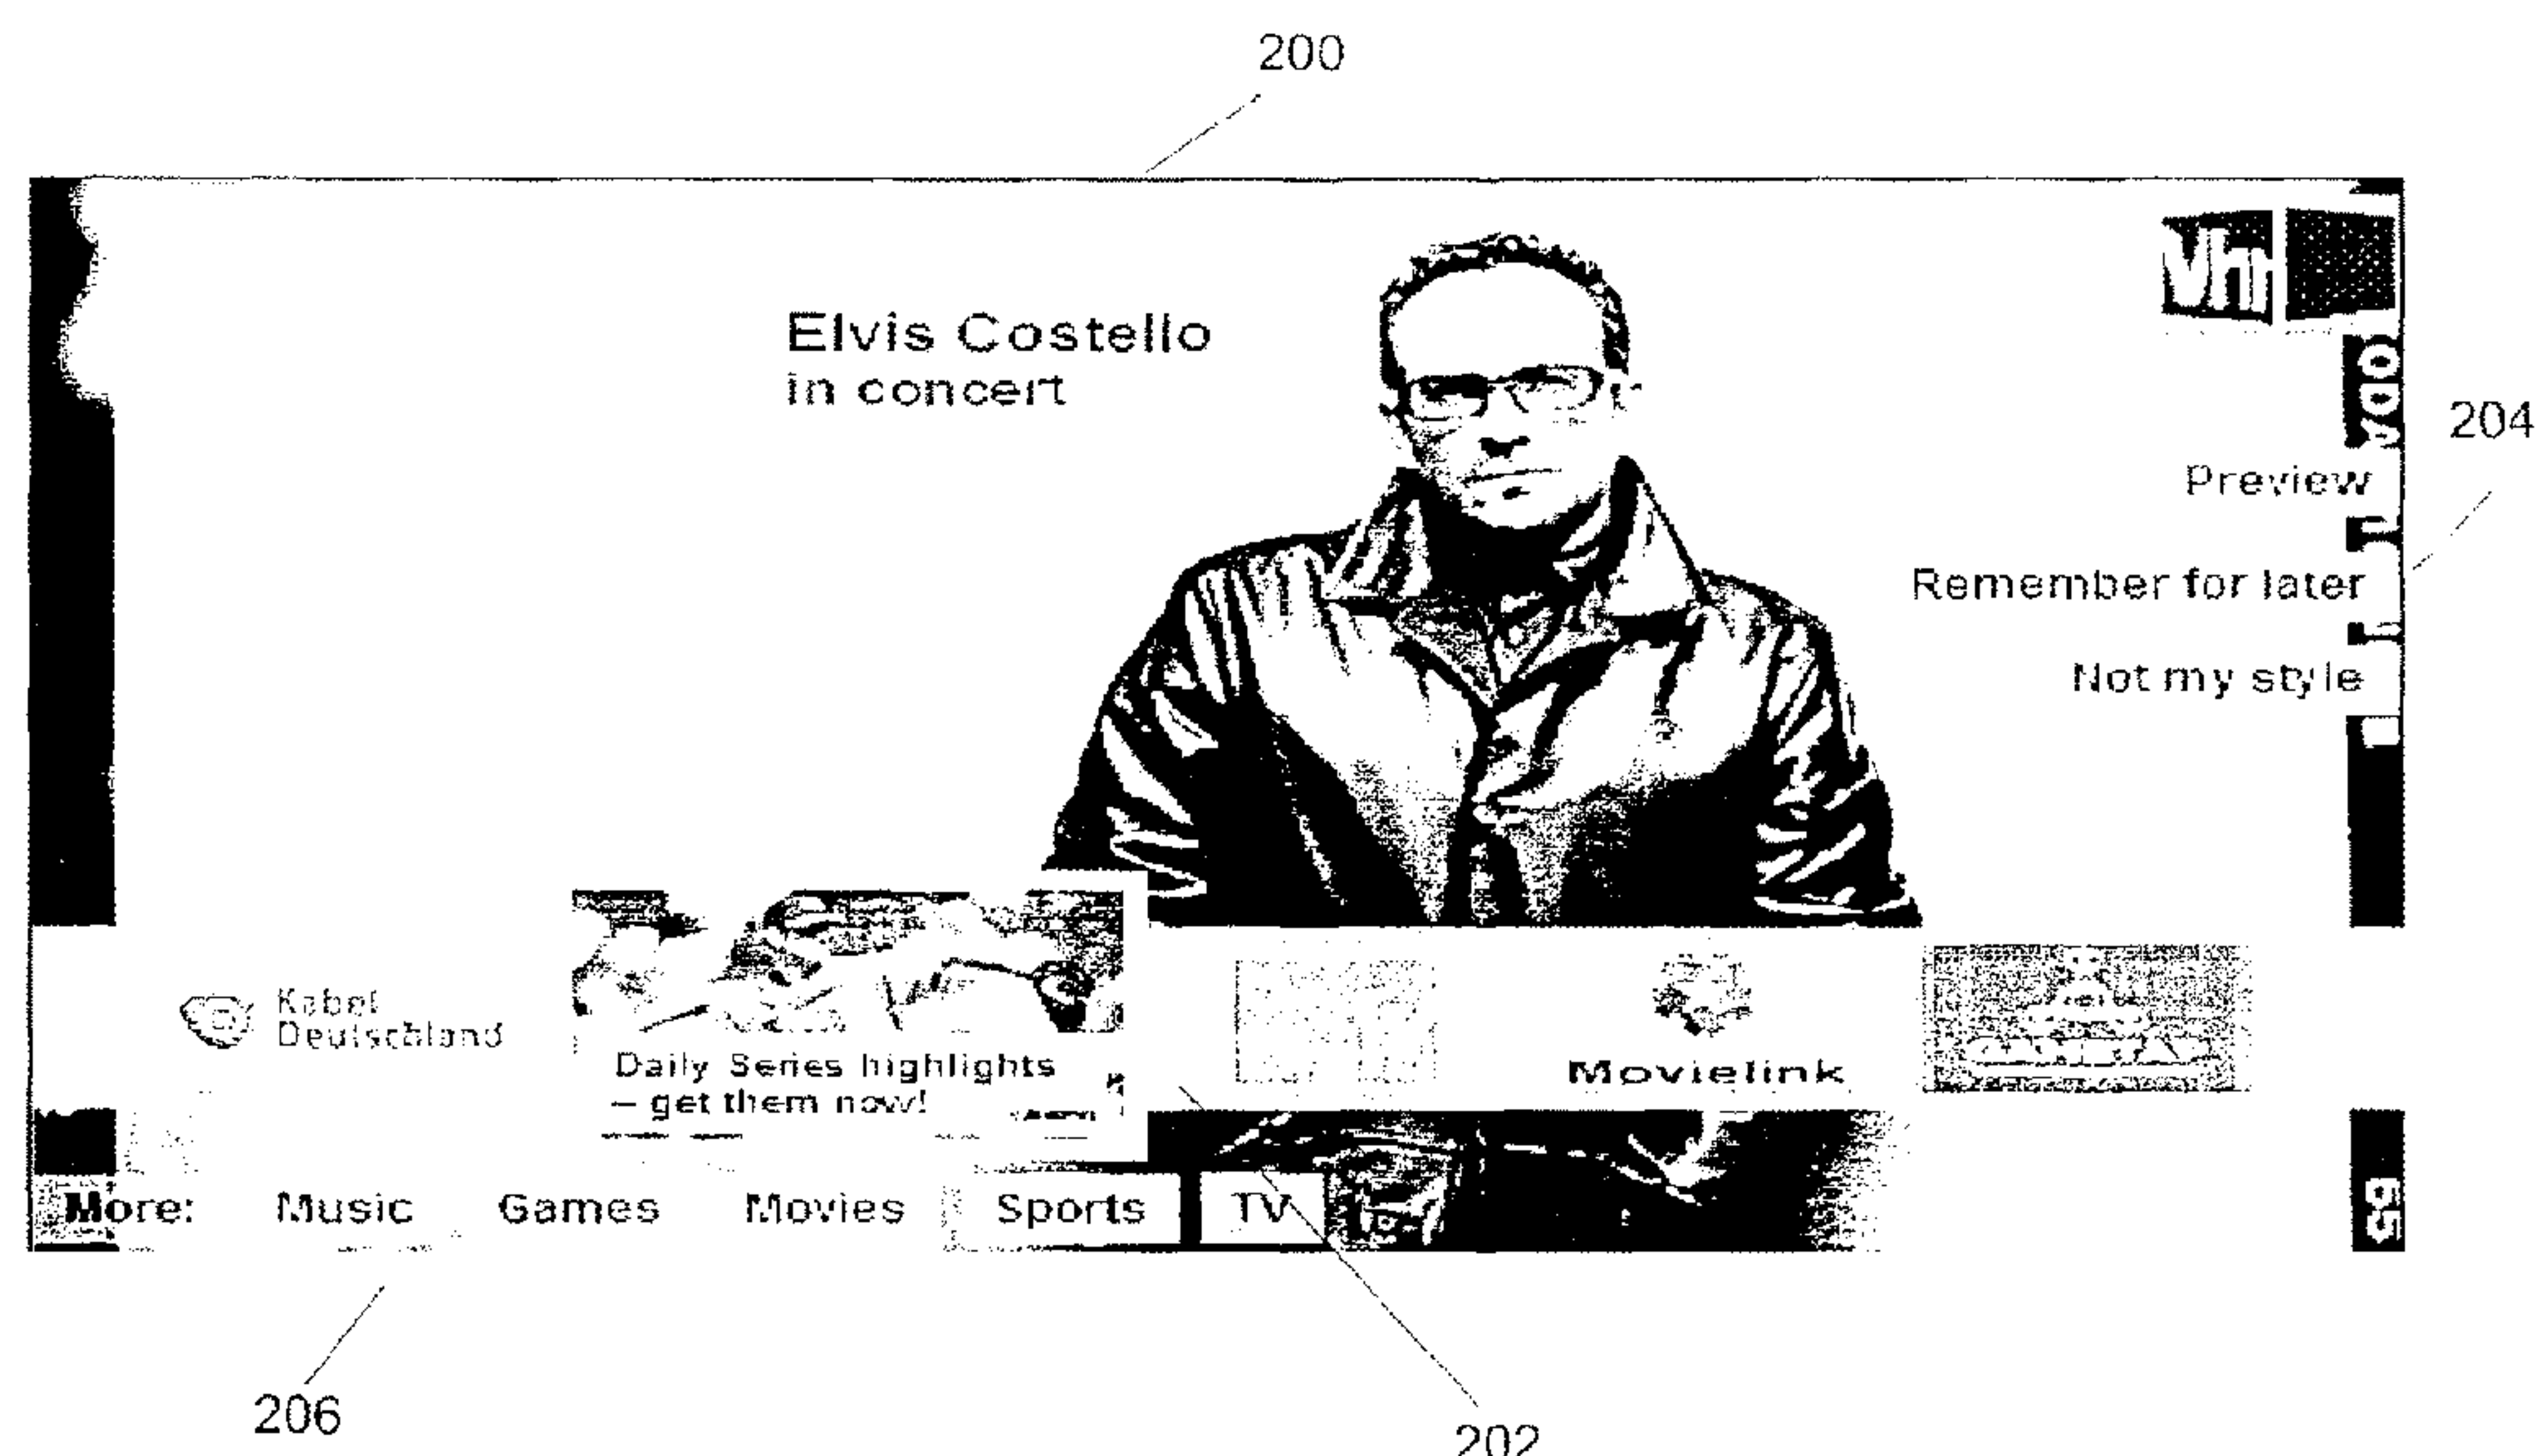 200
Elvis Costello
in concert
204
Preview
Remember for later
Not my style
Kabel
Deutschland
Daily Series highlights
– get them now!
Movielink
More: Music Games Movies Sports TV
206
202